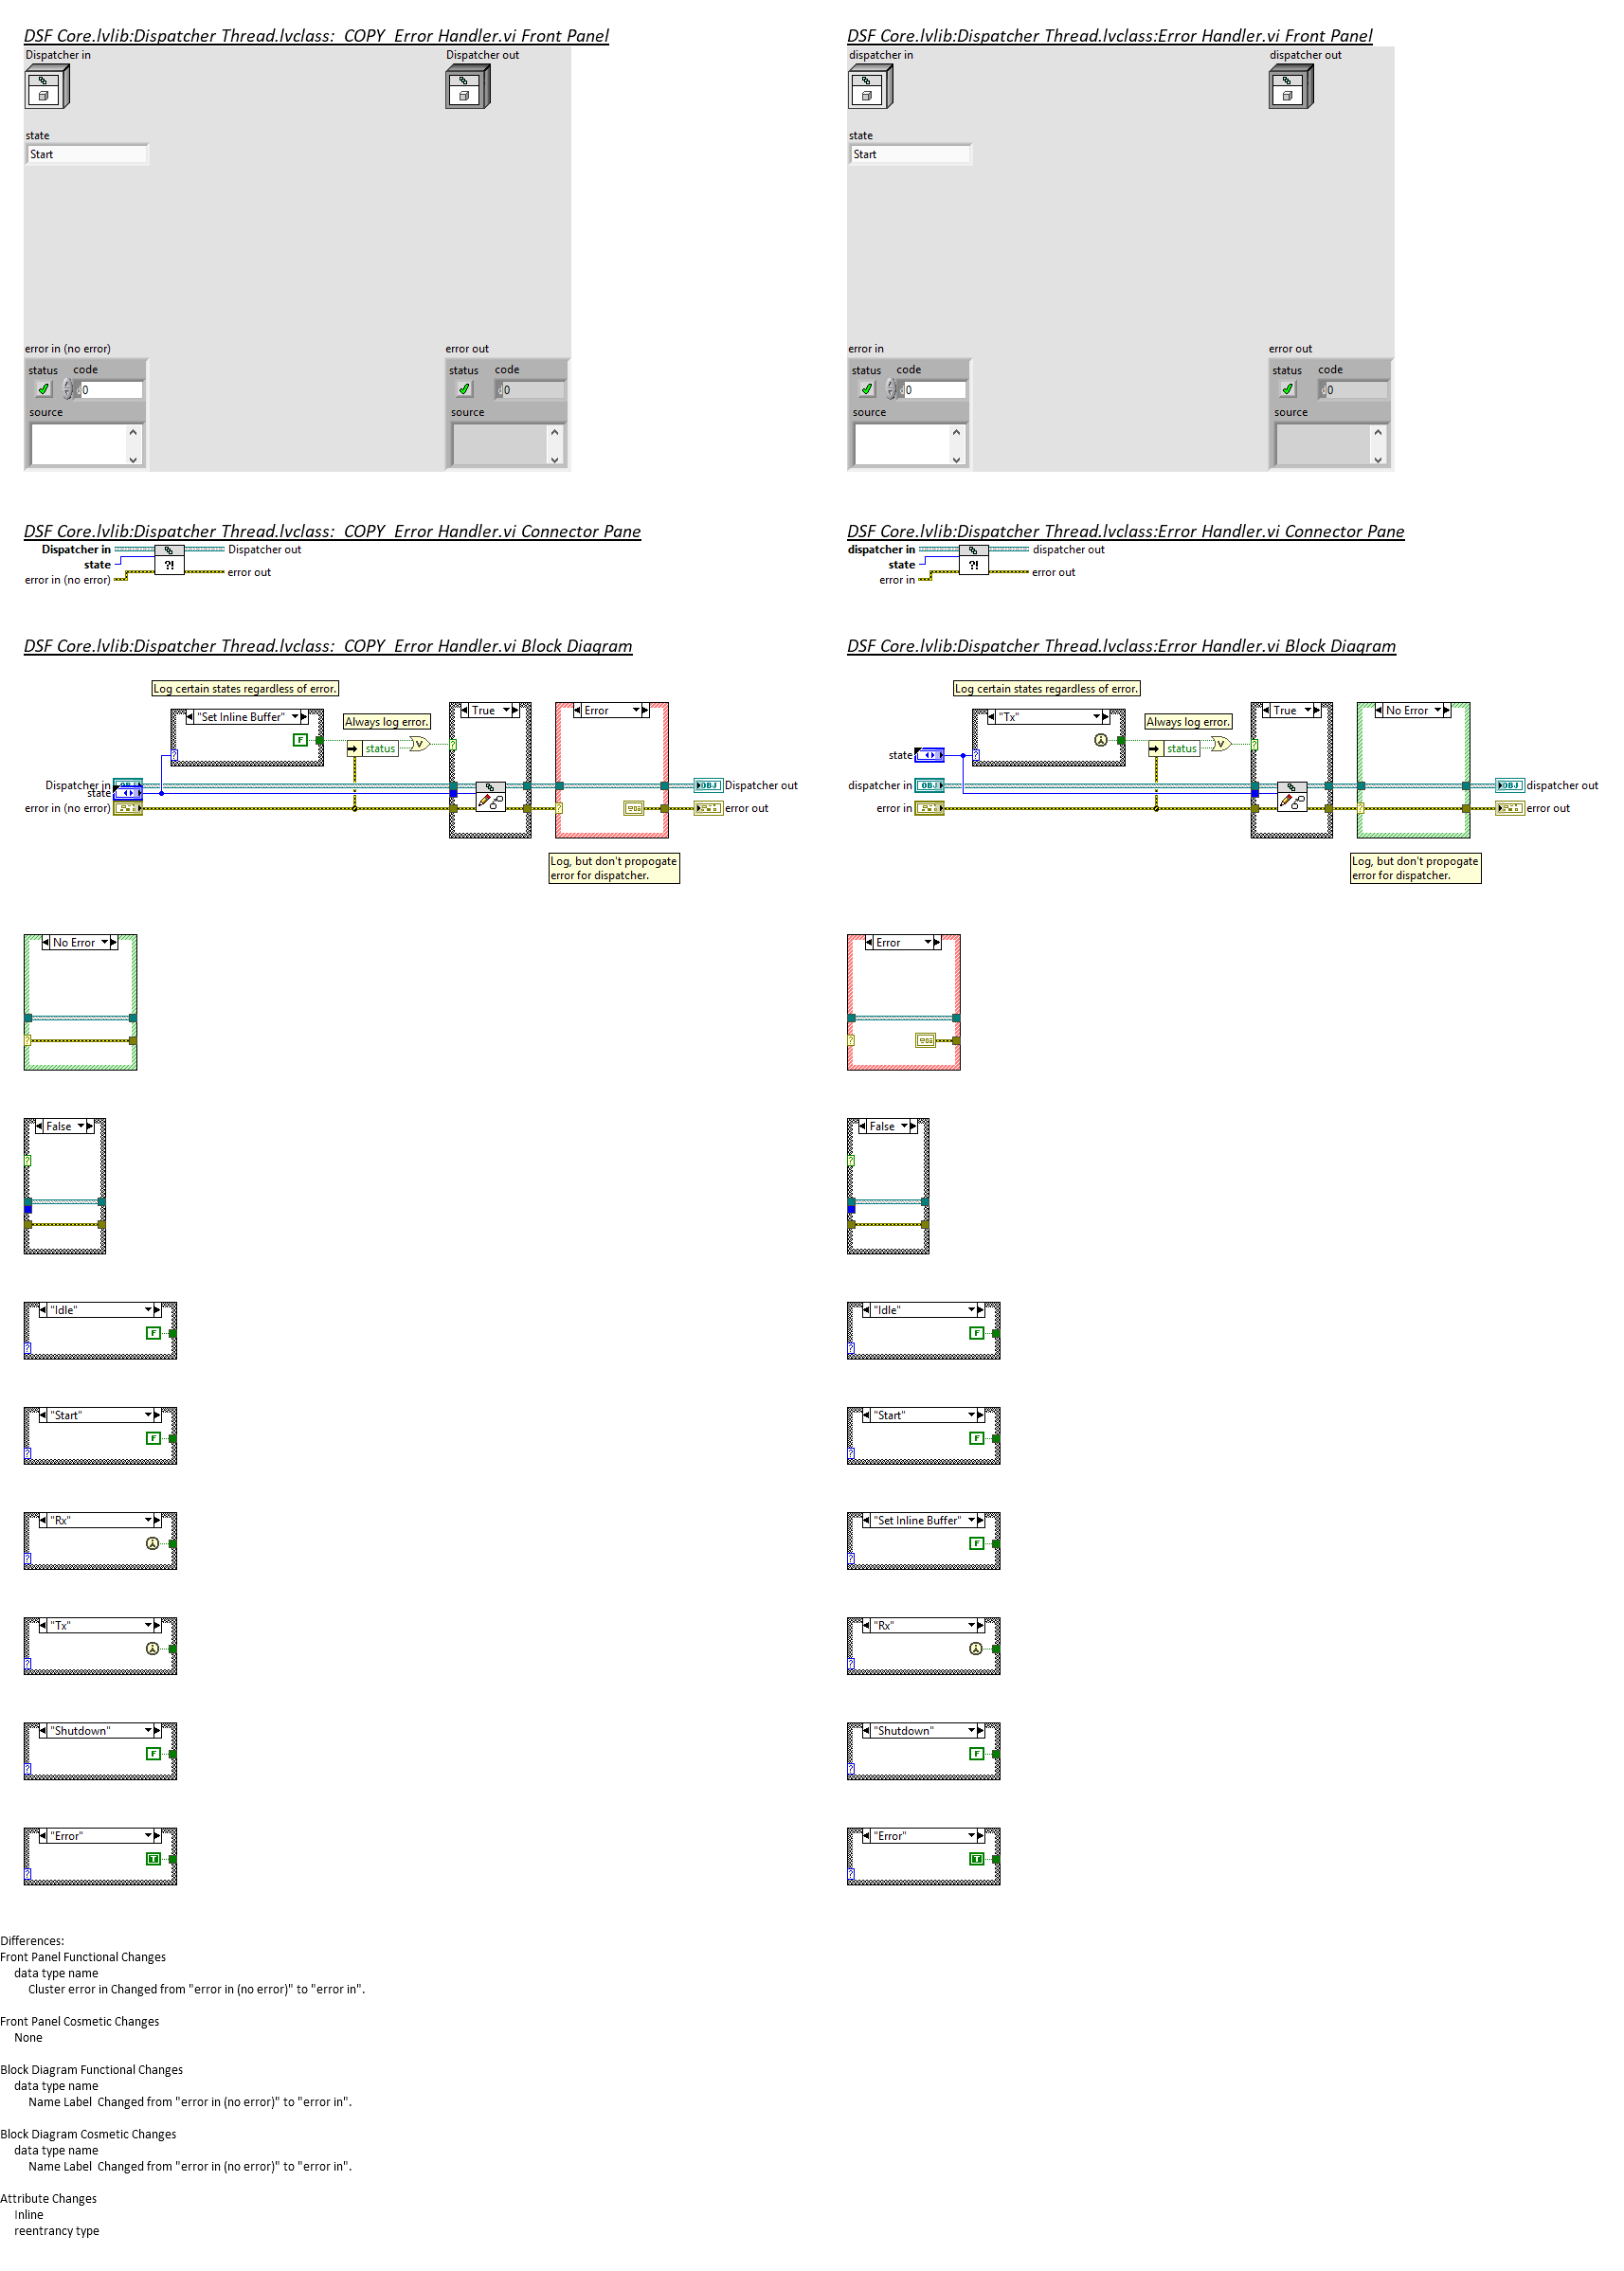 DSF Core.lvlib:Dispatcher Thread.lvclass:_COPY_Error Handler.vi Front Panel
Dispatcher in
Dispatcher out
state
Start
error in (no error)
error out
status code
0
source
status code
0
source
DSF Core.lvlib:Dispatcher Thread.lvclass:Error Handler.vi Front Panel
dispatcher in
dispatcher out
state
Start
error in
error out
status code
0
source
status code
0
source
DSF Core.lvlib:Dispatcher Thread.lvclass:_COPY_Error Handler.vi Connector Pane
Dispatcher in
Dispatcher out
state
?!
error in (no error)
error out
DSF Core.lvlib:Dispatcher Thread.lvclass:Error Handler.vi Connector Pane
dispatcher in
dispatcher out
state
?!
error in
error out
DSF Core.lvlib:Dispatcher Thread.lvclass:_COPY_Error Handler.vi Block Diagram
Log certain states regardless of error.
"Set Inline Buffer"
F
Always log error.
status
True
Error
Dispatcher in
state
error in (no error)
Dispatcher out
error out
Log, but don't propogate
error for dispatcher.
DSF Core.lvlib:Dispatcher Thread.lvclass:Error Handler.vi Block Diagram
Log certain states regardless of error.
"Tx"
Always log error.
status
True
No Error
state
dispatcher in
OBJ
error in
dispatcher out
error out
Log, but don't propogate
error for dispatcher.
No Error
Error
False
False
"Idle"
F
"Idle"
F
"Start"
F
"Start"
F
"Rx"
"Set Inline Buffer"
F
"Tx"
"Rx"
"Shutdown"
F
"Shutdown"
F
"Error"
T
"Error"
T
Differences:
Front Panel Functional Changes
data type name
Cluster error in Changed from "error in (no error)" to "error in".
Front Panel Cosmetic Changes
None
Block Diagram Functional Changes
data type name
Name Label  Changed from "error in (no error)" to "error in".
Block Diagram Cosmetic Changes
data type name
Name Label  Changed from "error in (no error)" to "error in".
Attribute Changes
Inline
reentrancy type